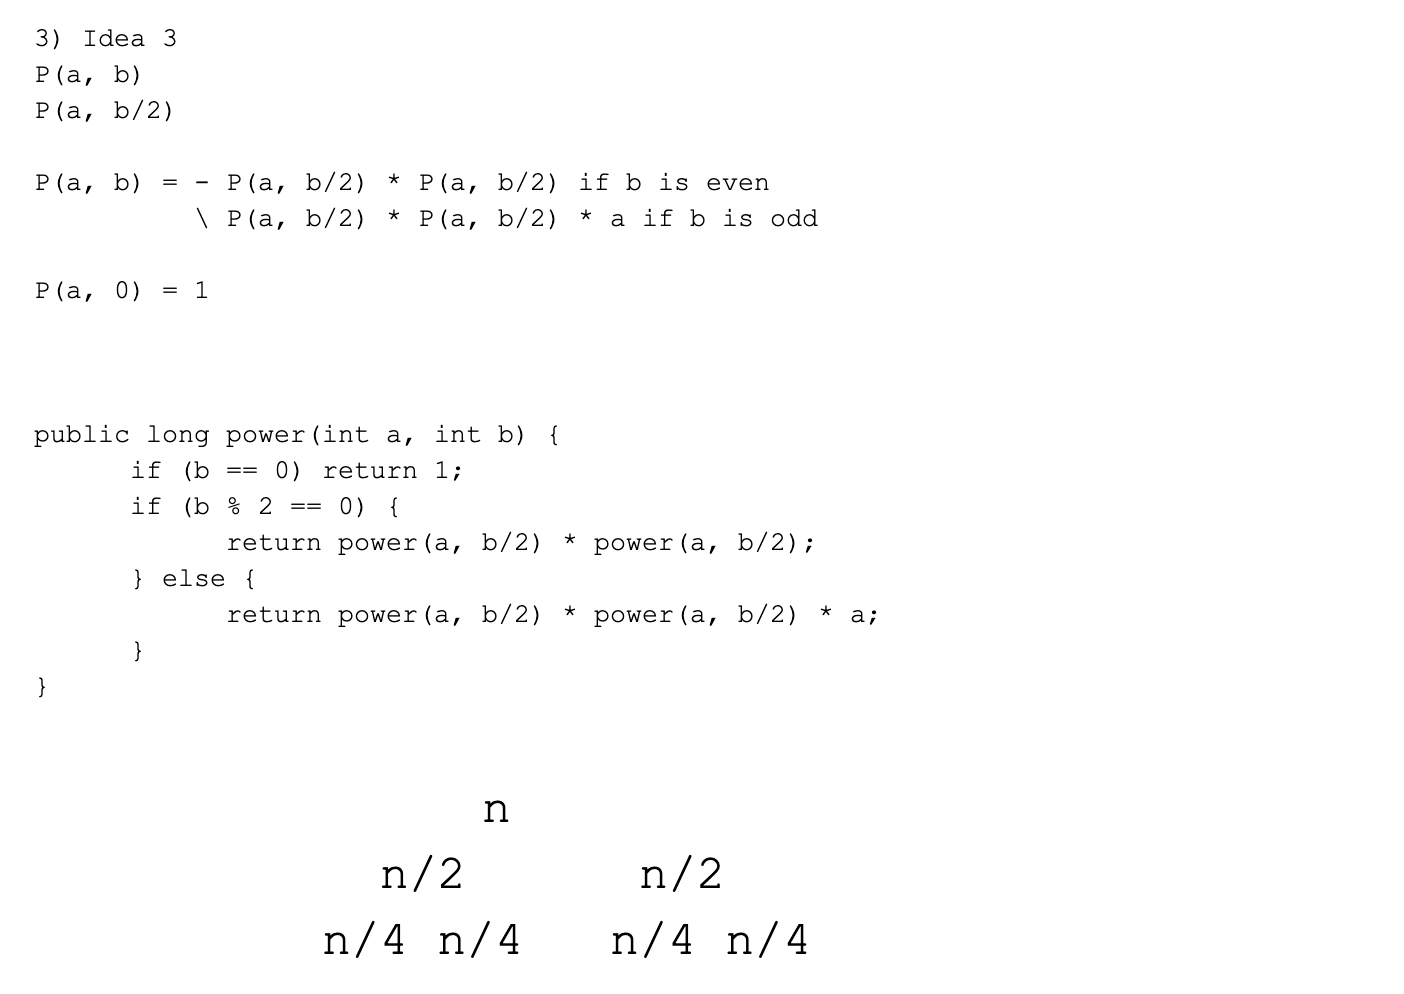 3) Idea 3
P(a, b)
P(a, b/2)
P(a, b) = - P(a, b/2) * P(a, b/2) if b is even
\ P(a, b/2) * P(a, b/2) * a if b is odd
P(a, 0) = 1
public long power(int a, int b) {
if (b == 0) return 1;
if (b % 2 == 0) {
return power(a, b/2) * power(a, b/2);
} else {
return power(a, b/2) * power(a, b/2) * a;
}
}
n
n/2 n/2
n/4 n/4 n/4 n/4